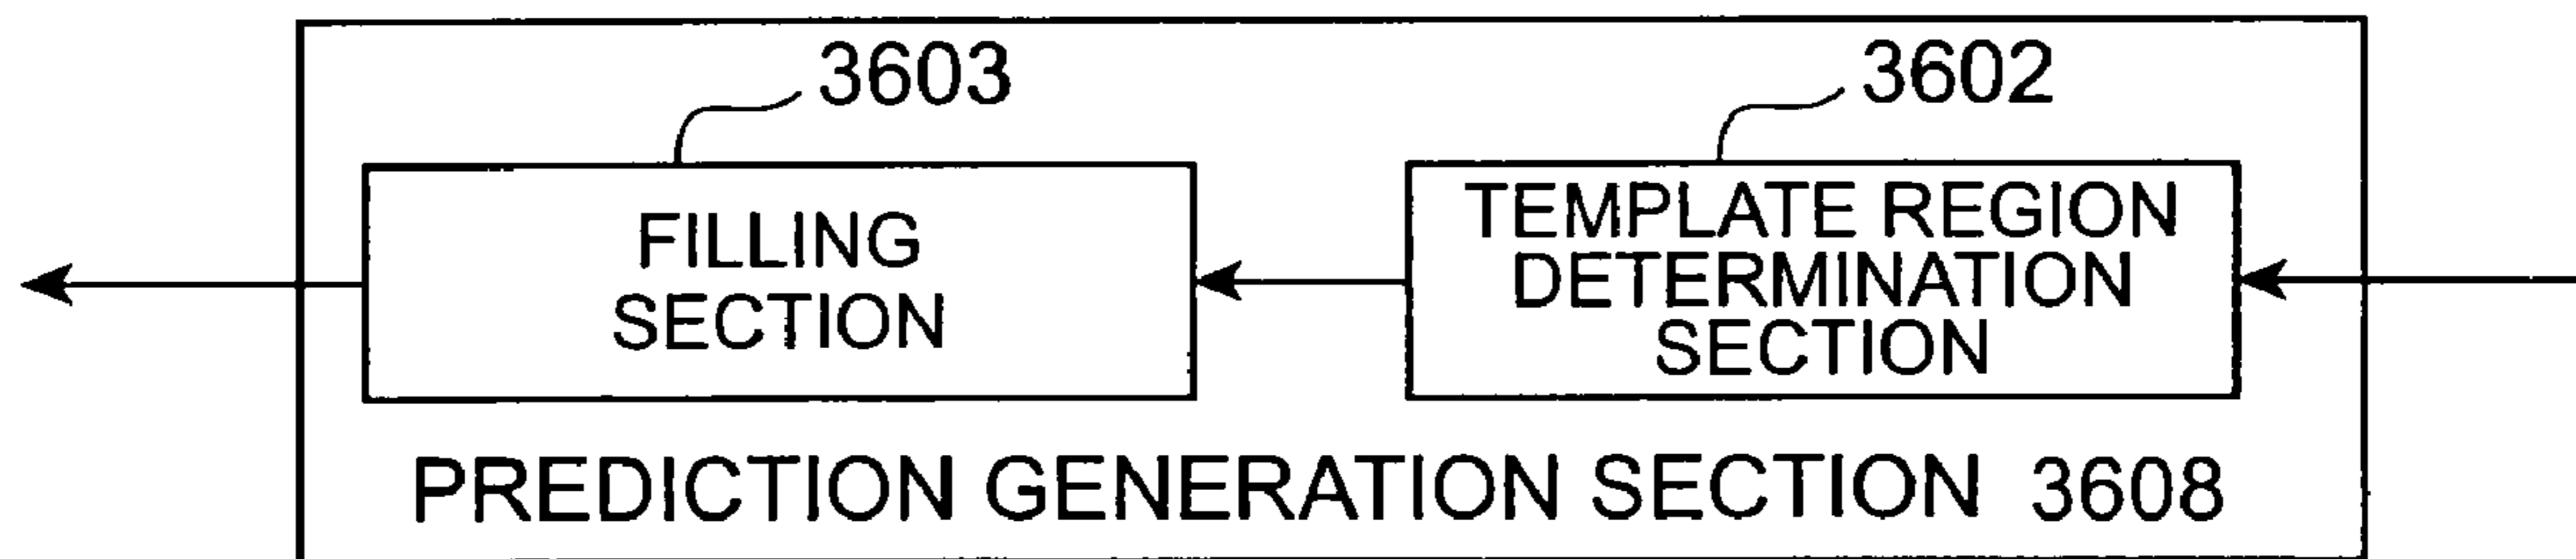 3603
3602
FILLING
SECTION
TEMPLATE REGION
DETERMINATION
SECTION
PREDICTION GENERATION SECTION 3608